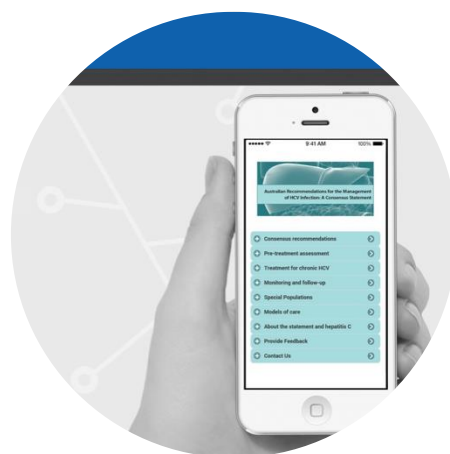 9:41 AM
100%
Australian Recommendations for the Management
of HCV Infection: A Consensus Statement
Consensus recommendations
Pre-treatment assessment
Treatment for chronic HCV
Monitoring and follow-up
Special Populations
Models of care
About the statement and hepatitis C
Provide Feedback
Contact Us